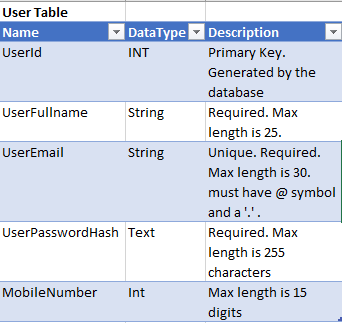 User Table
Name DataType Description
UserId INT Primary Key.
Generated by the
database
UserFullname String Required. Max
length is 25.
UserEmail String Unique. Required.
Max length is 30.
must have @ symbol
and a '.' .
UserPasswordHash Text Required. Max
length is 255
characters
MobileNumber Int Max length is 15
digits